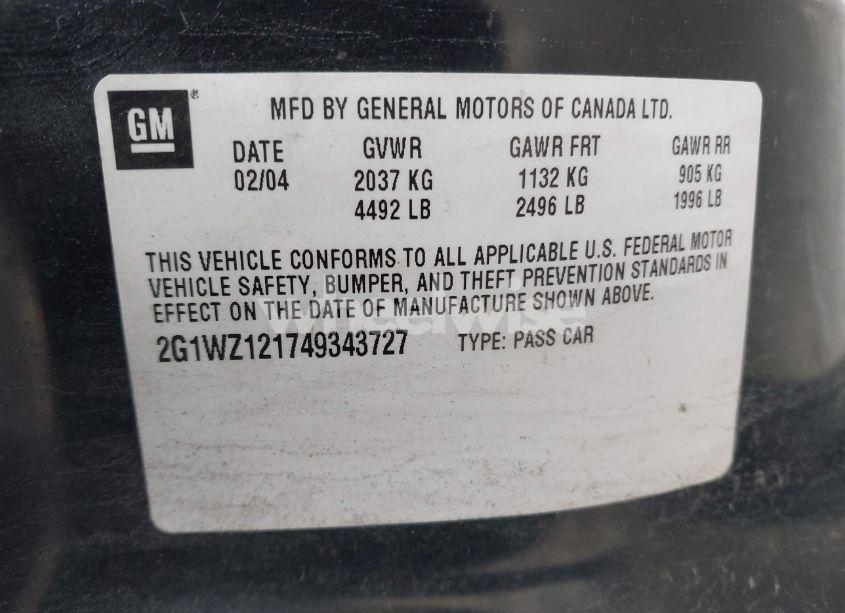 GM
MFD BY GENERAL MOTORS OF CANADA LTD.
DATE GVWR GAWR FRT GAWR RR
02/04 2037 KG 1132 KG 905 KG
4492 LB 2496 LB 1996 LB
THIS VEHICLE CONFORMS TO ALL APPLICABLE U.S. FEDERAL MOTOR
VEHICLE SAFETY, BUMPER, AND THEFT PREVENTION STANDARDS IN
EFFECT ON THE DATE OF MANUFACTURE SHOWN ABOVE.
wheelwise
2G1WZ121749343727 TYPE: PASS CAR